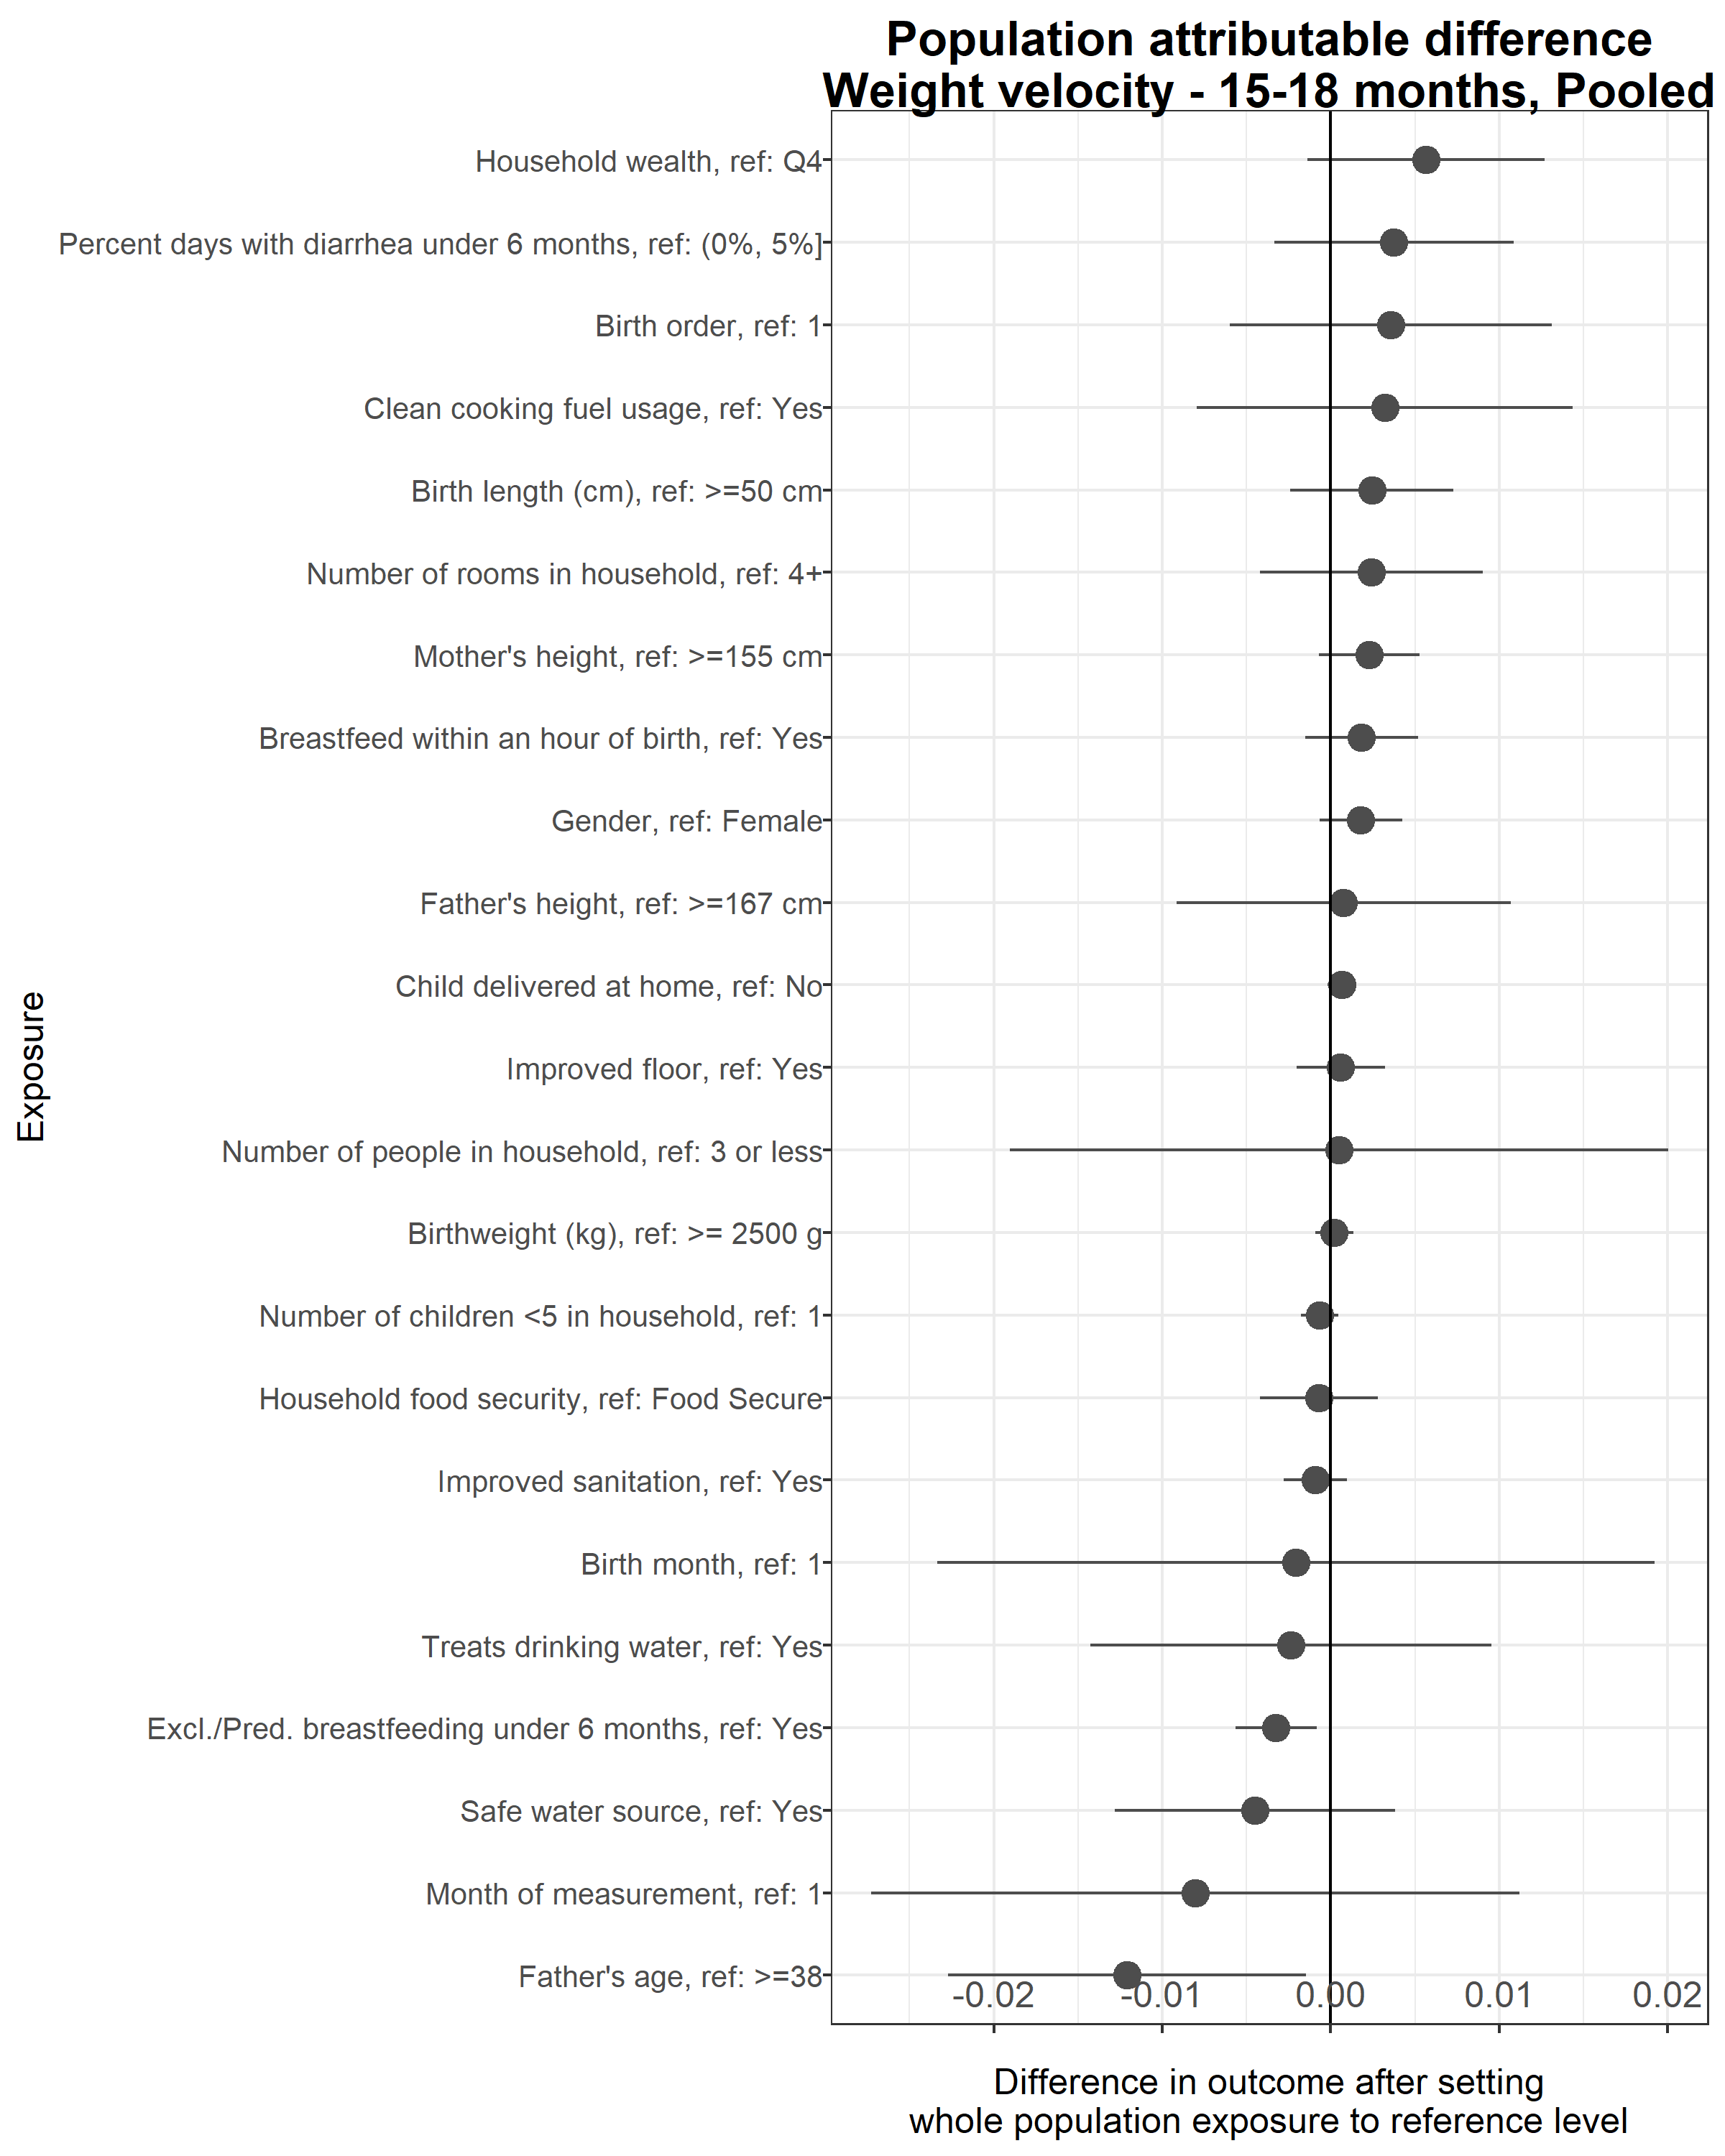 Population attributable difference
Weight velocity - 15-18 months, Pooled
Household wealth, ref: Q4
Percent days with diarrhea under 6 months, ref: (0%, 5%]
Birth order, ref: 1
Clean cooking fuel usage, ref: Yes
Birth length (cm), ref: >=50 cm
Number of rooms in household, ref: 4+
Mother's height, ref: >=155 cm
Breastfeed within an hour of birth, ref: Yes
Gender, ref: Female
Father's height, ref: >=167 cm
Child delivered at home, ref: No
Improved floor, ref: Yes
Number of people in household, ref: 3 or less
Birthweight (kg), ref: >= 2500 g
Number of children <5 in household, ref: 1
Household food security, ref: Food Secure
Improved sanitation, ref: Yes
Birth month, ref: 1
Treats drinking water, ref: Yes
Excl./Pred. breastfeeding under 6 months, ref: Yes
Safe water source, ref: Yes
Month of measurement, ref: 1
Father's age, ref: >=38
Exposure
-0.02 -0.01 0.00 0.01 0.02
Difference in outcome after setting
whole population exposure to reference level